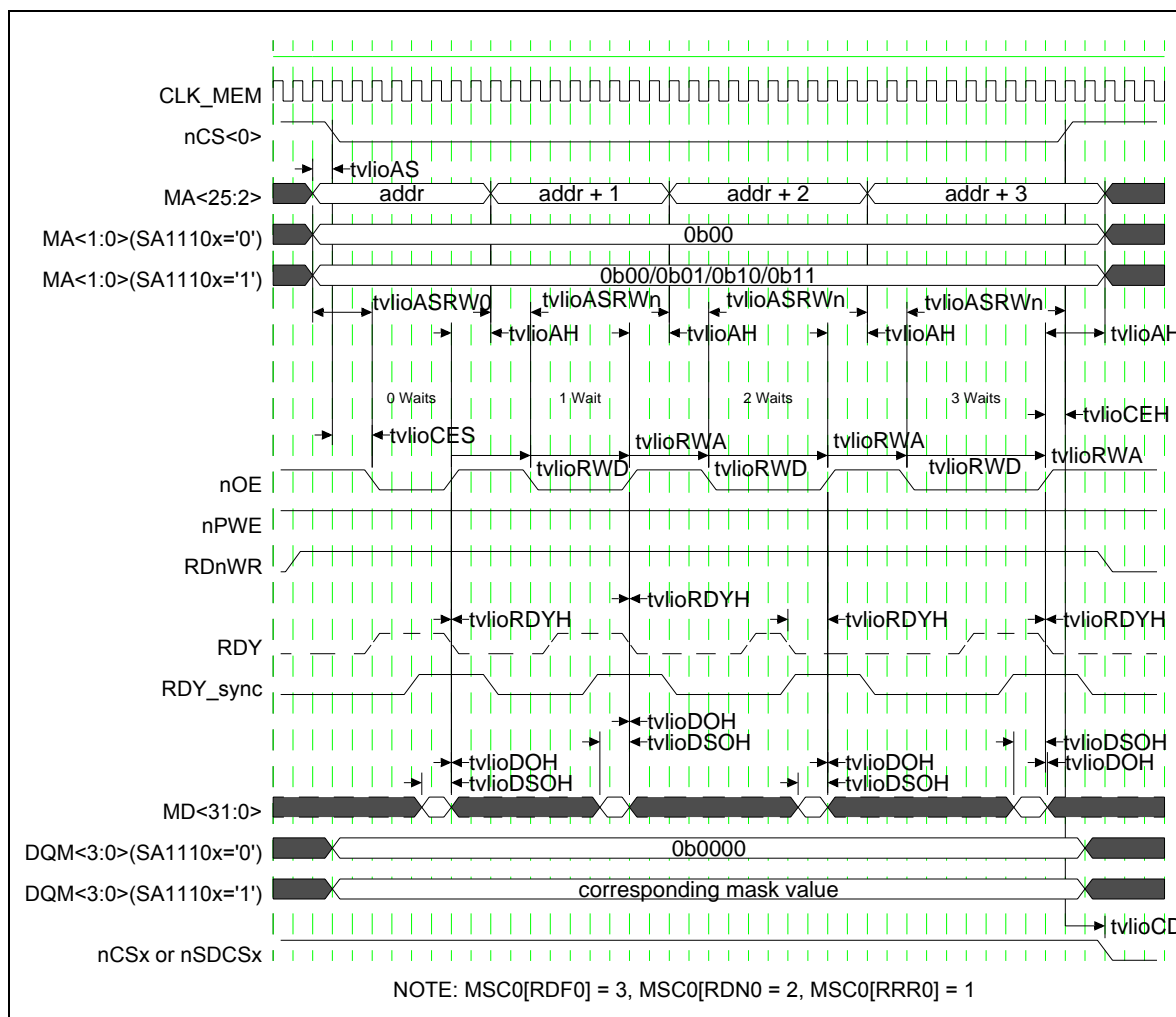 CLK_MEM
nCS<0>
tvlioAS
MA<25:2>
addr
addr + 1
addr + 2
addr + 3
MA<1:0>(SA1110x='0')
0b00
MA<1:0>(SA1110x='1')
0b00/0b01/0b10/0b11
tvlioASRW0
tvlioASRWn
tvlioASRWn
tvlioASRWn
tvlioAH
tvlioAH
tvlioAH
tvlioAH
0 Waits
1 Wait
2 Waits
3 Waits
tvlioCEH
tvlioCES
tvlioRWA
tvlioRWA
tvlioRWA
nOE
tvlioRWD
tvlioRWD
tvlioRWD
nPWE
RDnWR
tvlioRDYH
tvlioRDYH
tvlioRDYH
tvlioRDYH
RDY
RDY_sync
tvlioDOH
tvlioDSOH
tvlioDSOH
tvlioDOH
tvlioDOH
tvlioDOH
tvlioDSOH
tvlioDSOH
MD<31:0>
DQM<3:0>(SA1110x='0')
0b0000
DQM<3:0>(SA1110x='1')
corresponding mask value
tvlioCD
nCSx or nSDCSx
NOTE: MSC0[RDF0] = 3, MSC0[RDN0 = 2, MSC0[RRR0] = 1